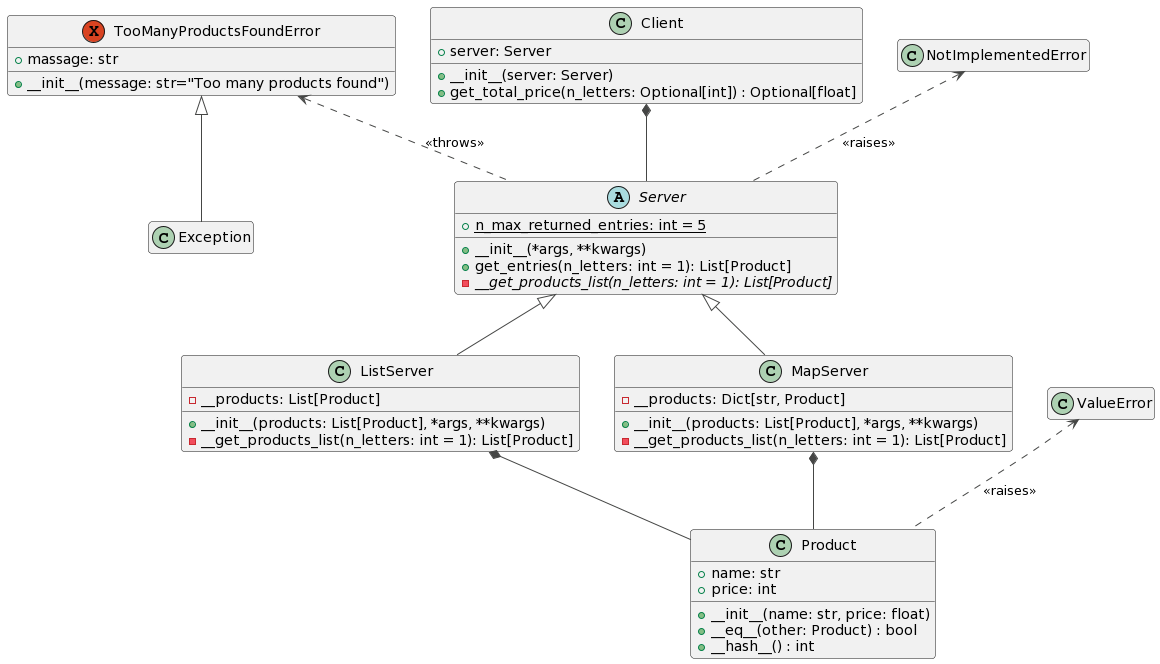 X TooManyProductsFoundError
massage: str
__init__(message: str="Too many products found")
C Client
server: Server
__init__(server: Server)
get_total_price(n_letters: Optional[int]) : Optional[float]
C NotImplementedError
«throws»
«raises»
C Exception
A Server
n_max_returned_entries: int = 5
__init__(*args, **kwargs)
get_entries(n_letters: int = 1): List[Product]
__get_products_list(n_letters: int = 1): List[Product]
C ListServer
__products: List[Product]
__init__(products: List[Product], *args, **kwargs)
__get_products_list(n_letters: int = 1): List[Product]
C MapServer
__products: Dict[str, Product]
__init__(products: List[Product], *args, **kwargs)
__get_products_list(n_letters: int = 1): List[Product]
C ValueError
«raises»
C Product
name: str
price: int
__init__(name: str, price: float)
__eq__(other: Product) : bool
__hash__() : int